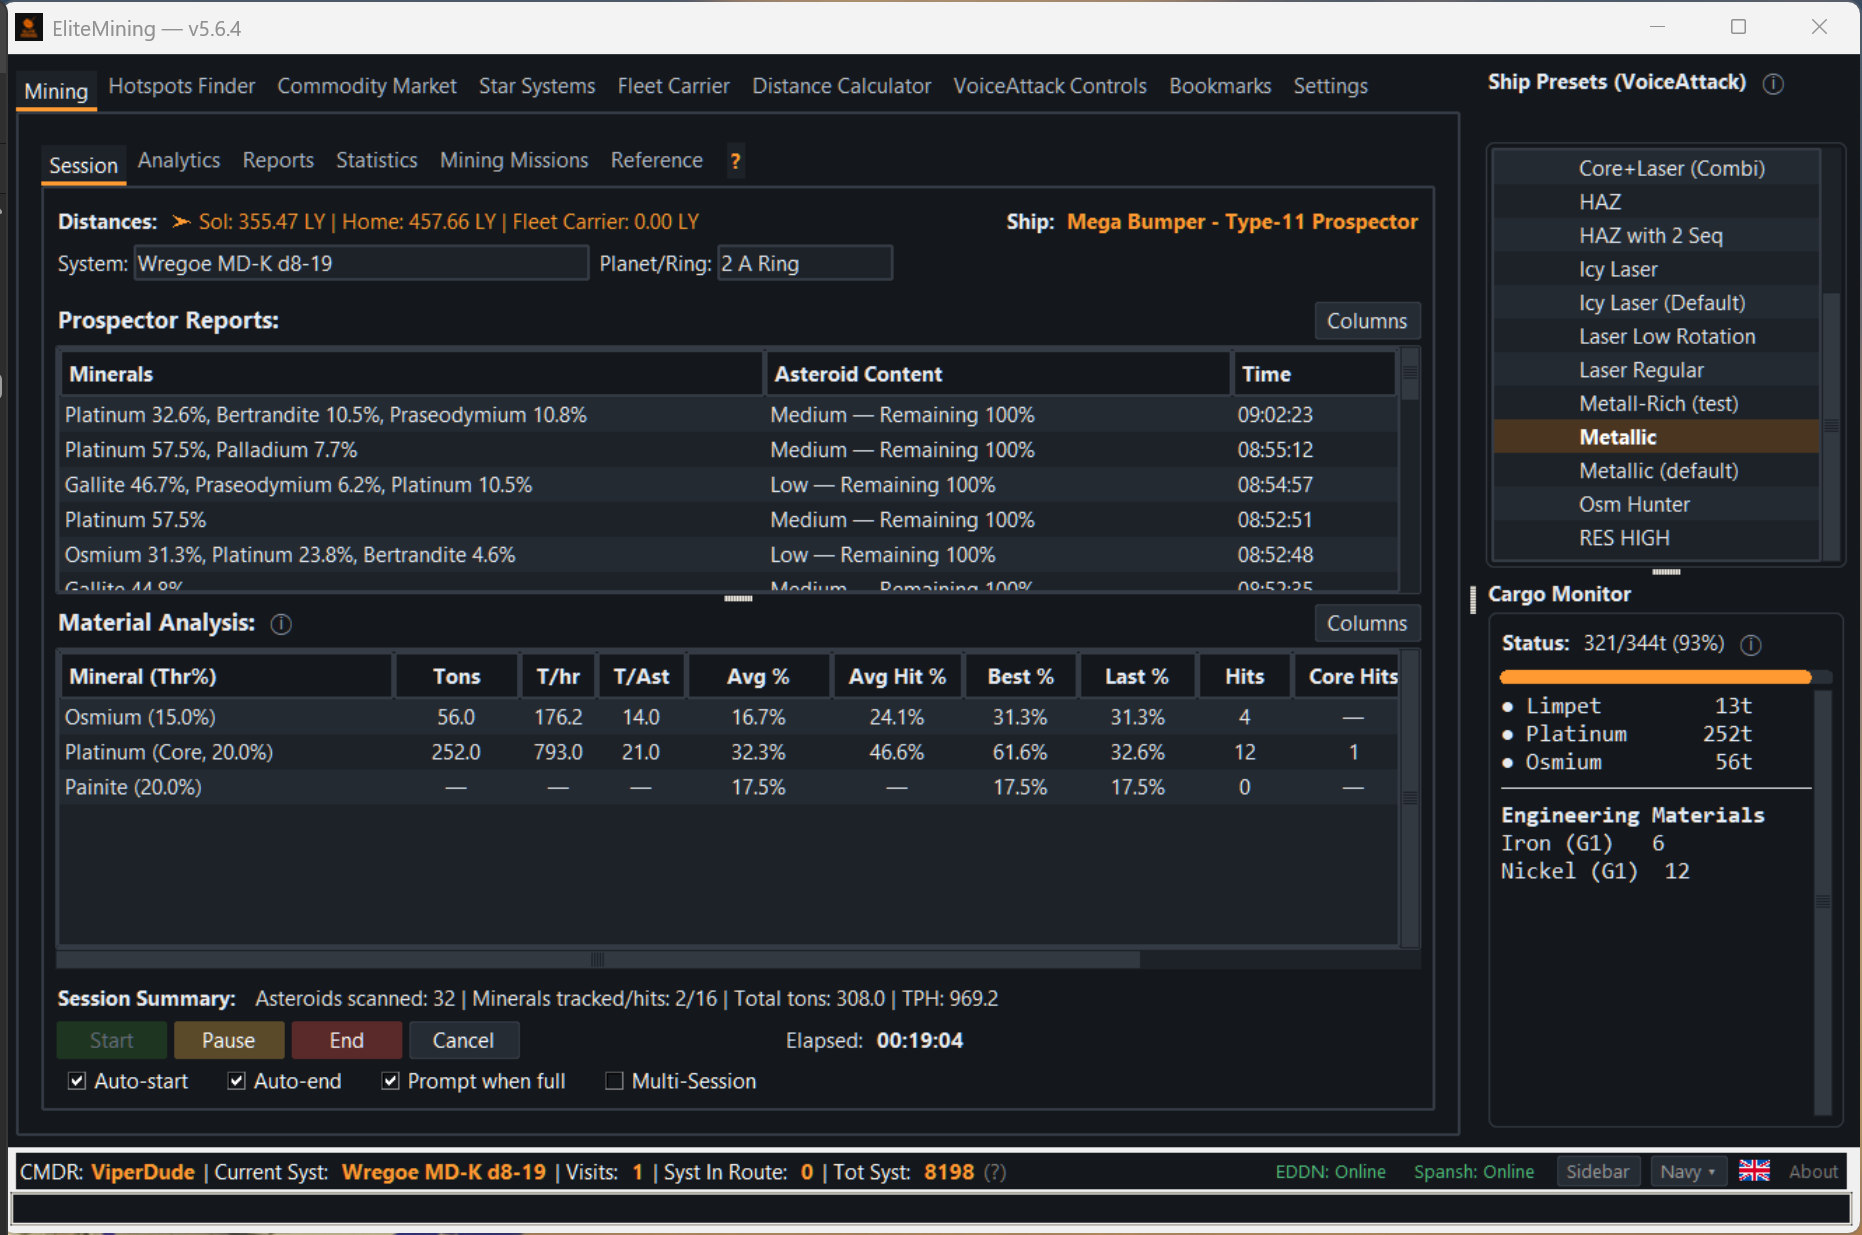 EliteMining — v5.6.4
Mining Hotspots Finder Commodity Market Star Systems Fleet Carrier Distance Calculator VoiceAttack Controls Bookmarks Settings
Session Analytics Reports Statistics Mining Missions Reference ?
Distances: Sol: 355.47 LY | Home: 457.66 LY | Fleet Carrier: 0.00 LY Ship: Mega Bumper - Type-11 Prospector
System: Wregoe MD-K d8-19 Planet/Ring: 2 A Ring
Prospector Reports: Columns
Minerals Asteroid Content Time
Platinum 32.6%, Bertrandite 10.5%, Praseodymium 10.8% Medium — Remaining 100% 09:02:23
Platinum 57.5%, Palladium 7.7% Medium — Remaining 100% 08:55:12
Gallite 46.7%, Praseodymium 6.2%, Platinum 10.5% Low — Remaining 100% 08:54:57
Platinum 57.5% Medium — Remaining 100% 08:52:51
Osmium 31.3%, Platinum 23.8%, Bertrandite 4.6% Low — Remaining 100% 08:52:48
Gallite 44.8% Medium — Remaining 100% 08:52:35
Material Analysis: Columns
Mineral (Thr%) Tons T/hr T/Ast Avg % Avg Hit % Best % Last % Hits Core Hits
Osmium (15.0%) 56.0 176.2 14.0 16.7% 24.1% 31.3% 31.3% 4 —
Platinum (Core, 20.0%) 252.0 793.0 21.0 32.3% 46.6% 61.6% 32.6% 12 1
Painite (20.0%) — — — 17.5% — 17.5% 17.5% 0 —
Session Summary: Asteroids scanned: 32 | Minerals tracked/hits: 2/16 | Total tons: 308.0 | TPH: 969.2
Start Pause End Cancel Elapsed: 00:19:04
Auto-start Auto-end Prompt when full Multi-Session
Ship Presets (VoiceAttack)
Core+Laser (Combi)
HAZ
HAZ with 2 Seq
Icy Laser
Icy Laser (Default)
Laser Low Rotation
Laser Regular
Metall-Rich (test)
Metallic
Metallic (default)
Osm Hunter
RES HIGH
Cargo Monitor
Status: 321/344t (93%)
Limpet 13t
Platinum 252t
Osmium 56t
Engineering Materials
Iron (G1) 6
Nickel (G1) 12
CMDR: ViperDude | Current Syst: Wregoe MD-K d8-19 | Visits: 1 | Syst In Route: 0 | Tot Syst: 8198 (?) EDDN: Online Spansh: Online Sidebar Navy About